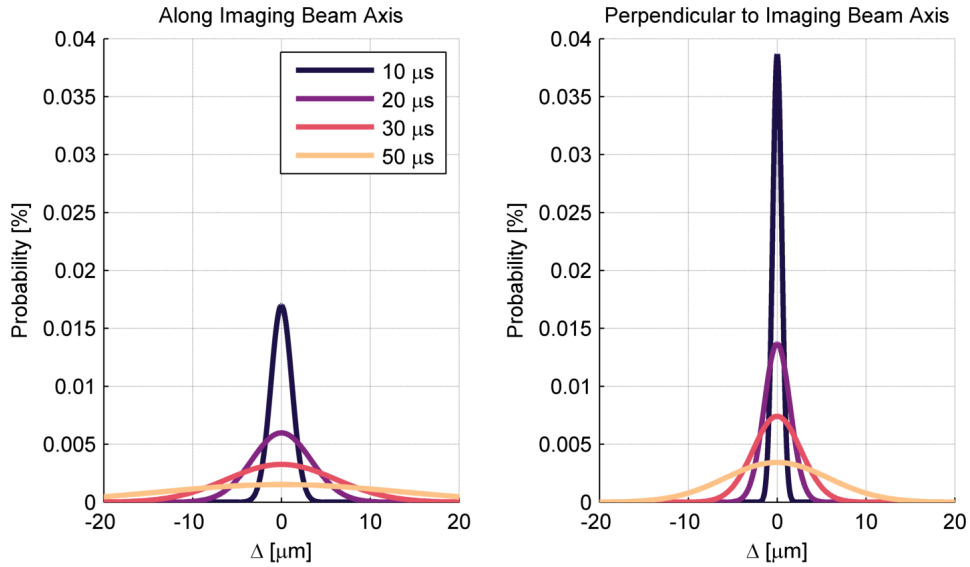 Along Imaging Beam Axis
Perpendicular to Imaging Beam Axis
0.04
0.035
0.03
0.025
0.02
0.015
0.01
0.005
0
-20
-10
0
10
20
Probability [%]
Δ [μm]
10 μs
20 μs
30 μs
50 μs
0.04
0.035
0.03
0.025
0.02
0.015
0.01
0.005
0
-20
-10
0
10
20
Probability [%]
Δ [μm]